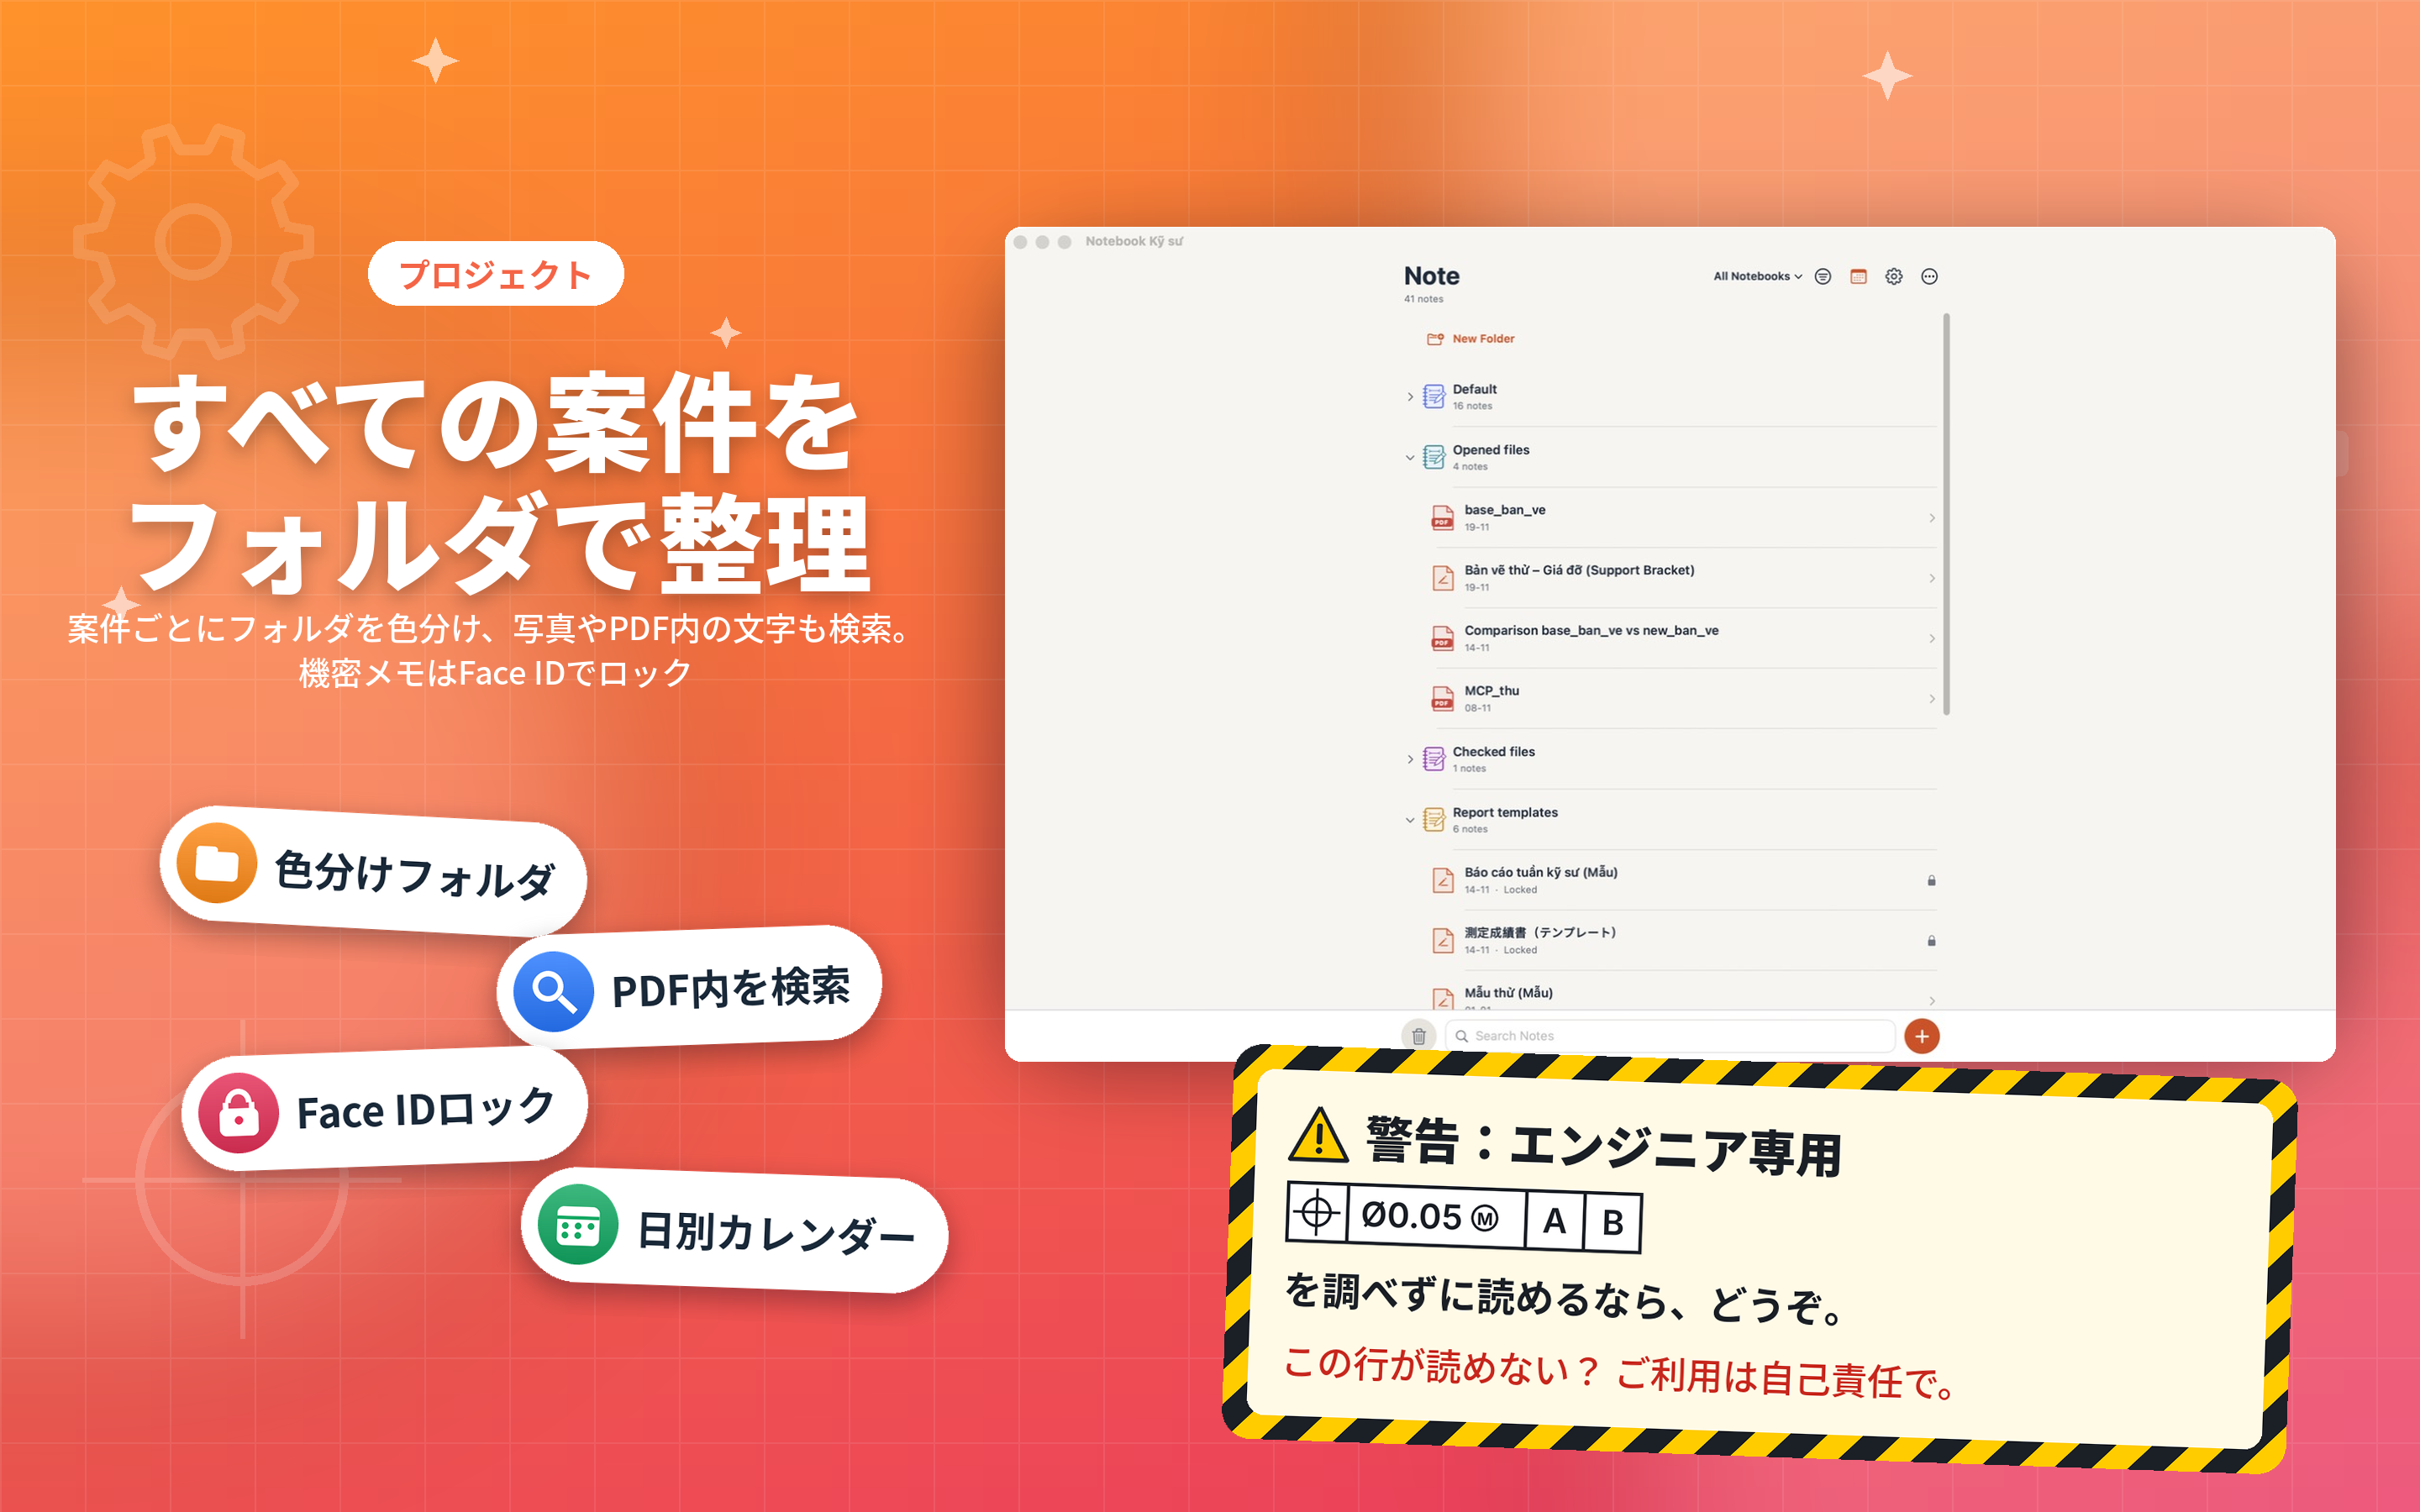 プロジェクト
すべての案件を
フォルダで整理
案件ごとにフォルダを色分け、写真やPDF内の文字も検索。
機密メモはFace IDでロック
色分けフォルダ
PDF内を検索
Face IDロック
日別カレンダー
Notebook Kỹ sư
Note
All Notebooks
41 notes
New Folder
Default
16 notes
Opened files
4 notes
base_ban_ve
PDF
19-11
Bản vẽ thử – Giá đỡ (Support Bracket)
19-11
Comparison base_ban_ve vs new_ban_ve
PDF
14-11
MCP_thu
PDF
08-11
Checked files
1 notes
Report templates
6 notes
Báo cáo tuần kỹ sư (Mẫu)
14-11 · Locked
測定成績書（テンプレート）
14-11 · Locked
Mẫu thử (Mẫu)
Search Notes
警告：エンジニア専用
Ø0.05 Ⓜ A B
を調べずに読めるなら、どうぞ。
この行が読めない？ ご利用は自己責任で。